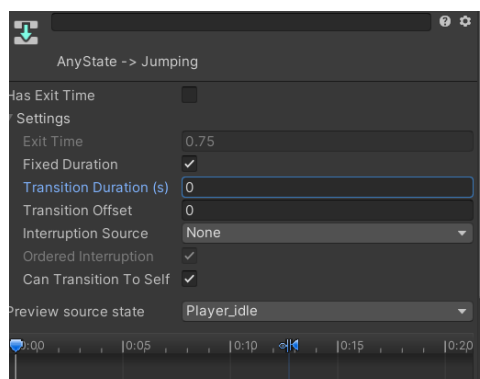 AnyState -> Jumping
Has Exit Time
Settings
Exit Time 0.75
Fixed Duration
Transition Duration (s) 0
Transition Offset 0
Interruption Source None
Ordered Interruption
Can Transition To Self
Preview source state Player_idle
0:00 0:05 0:10 0:15 0:20